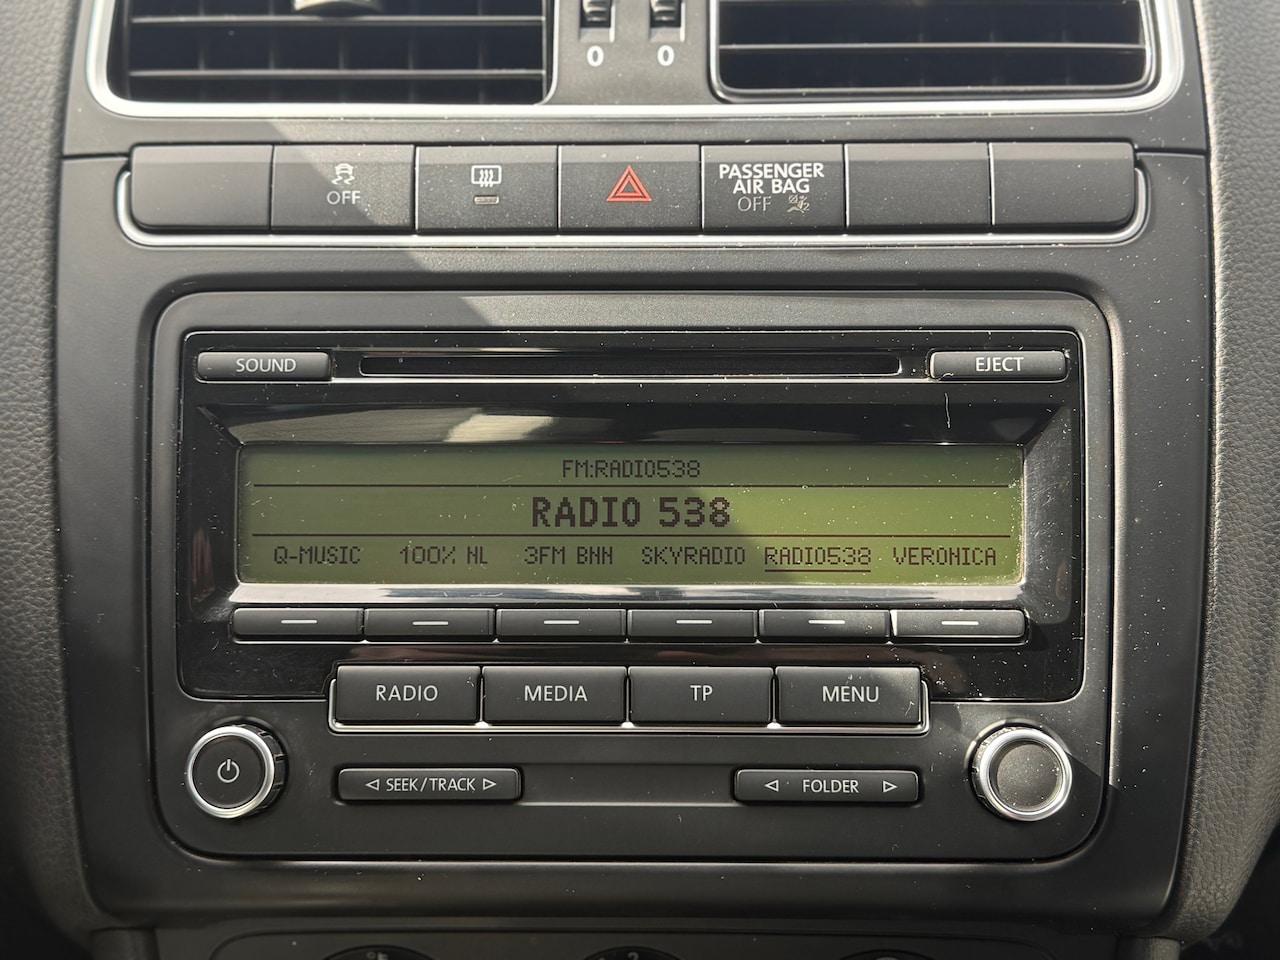 0 0
OFF
PASSENGER
AIR BAG
OFF
SOUND
EJECT
FM:RADIO538
RADIO 538
Q-MUSIC 100% NL 3FM BNN SKYRADIO RADIO538 VERONICA
RADIO MEDIA TP MENU
SEEK/TRACK
FOLDER